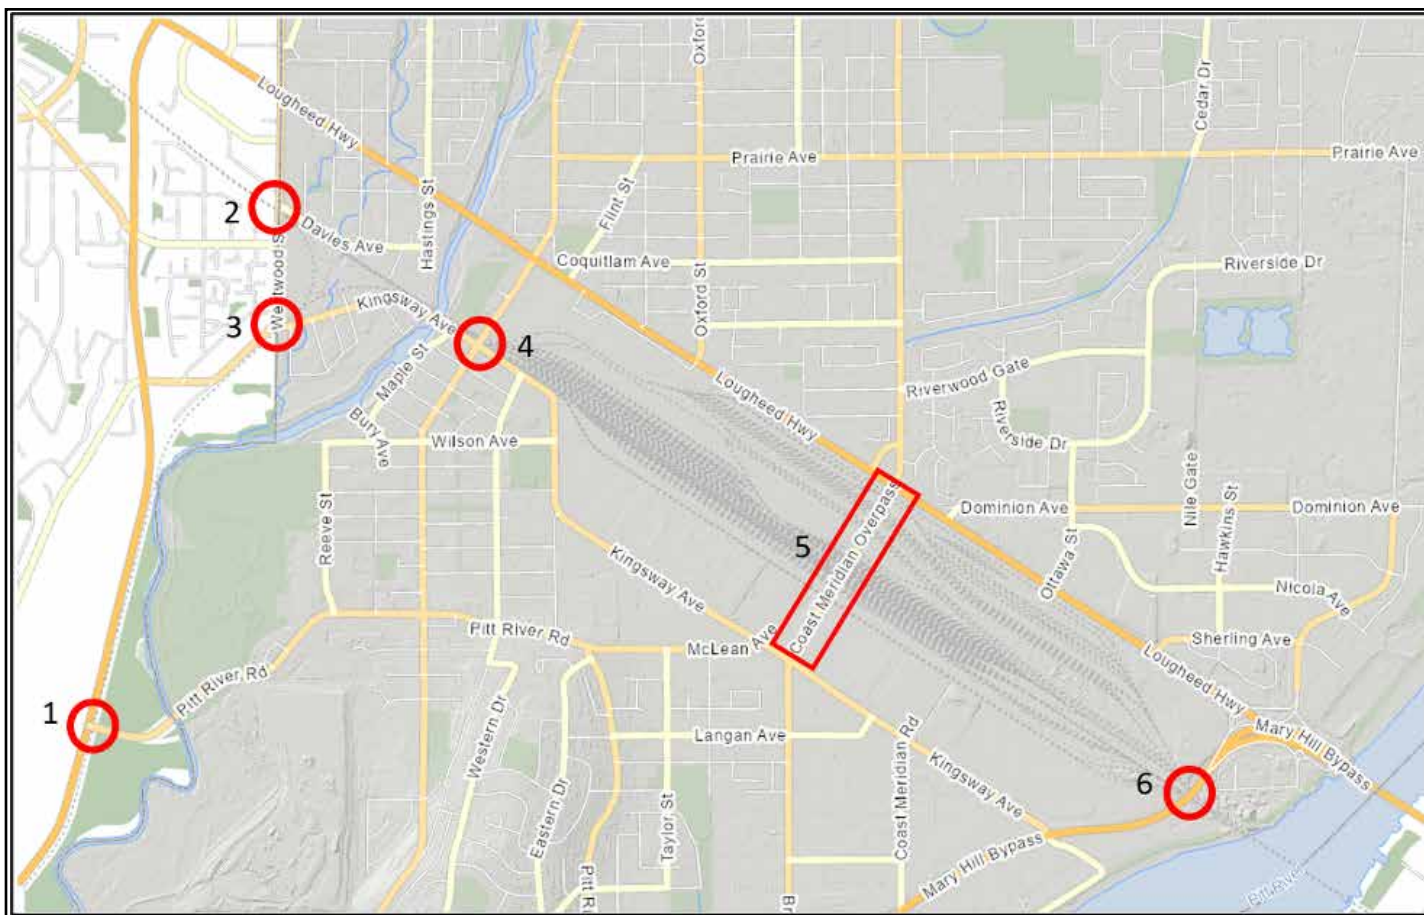 Lougheed Hwy
Oxford
Cedar Dr
Prairie Ave
Prairie Ave
Hastings St
Flint St
2
Davies Ave
Westwood St
Coquitlam Ave
Oxford St
Riverside Dr
3
Kingsway Ave
4
Maple St
Bury Ave
Wilson Ave
Lougheed Hwy
Riverwood Gate
Riverside Dr
Nile Gate
Hawkins St
Dominion Ave
Dominion Ave
Reeve St
5
Coast Meridian Overpass
Kingsway Ave
Ottawa St
Nicola Ave
Sherling Ave
Pitt River Rd
McLean Ave
Pitt River Rd
Lougheed Hwy
1
Western Dr
Langan Ave
Coast Meridian Rd
Kingsway Ave
Mary Hill Bypass
6
Eastern Dr
Taylor St
Mary Hill Bypass
Pitt R
Br
Pitt River